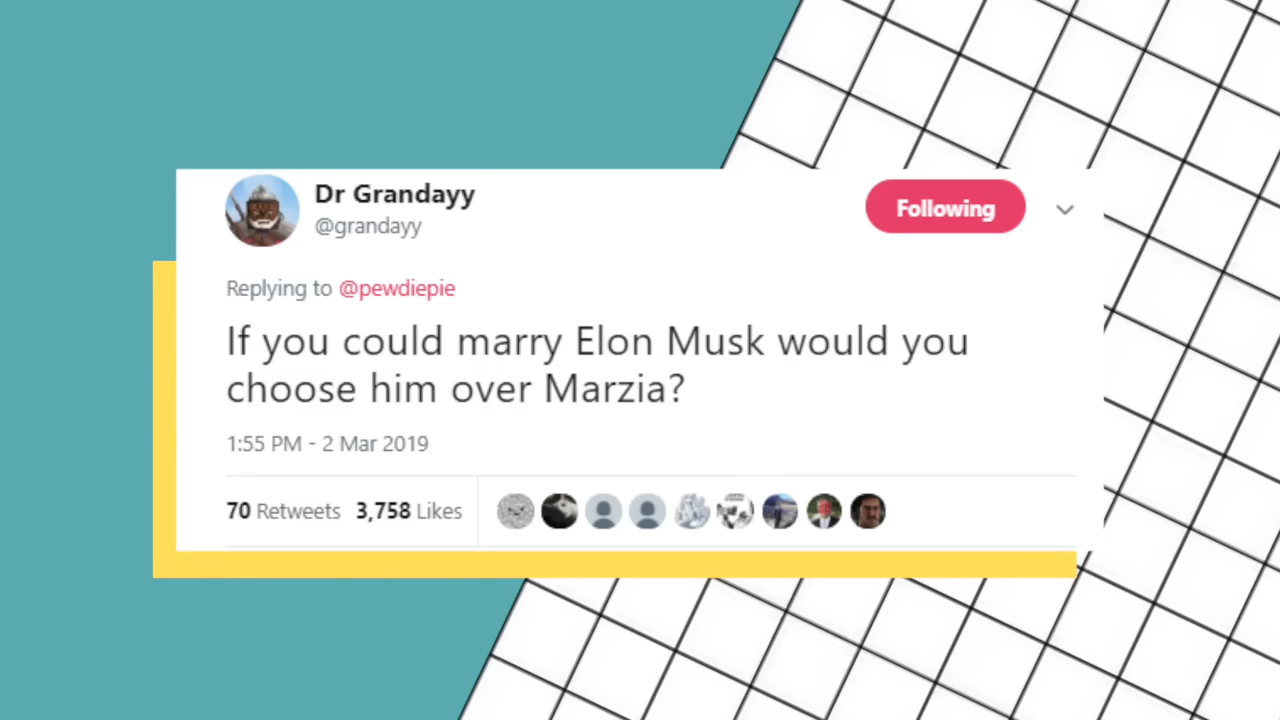 Dr Grandayy
@grandayy
Following
Replying to @pewdiepie
If you could marry Elon Musk would you
choose him over Marzia?
1:55 PM - 2 Mar 2019
70 Retweets 3,758 Likes